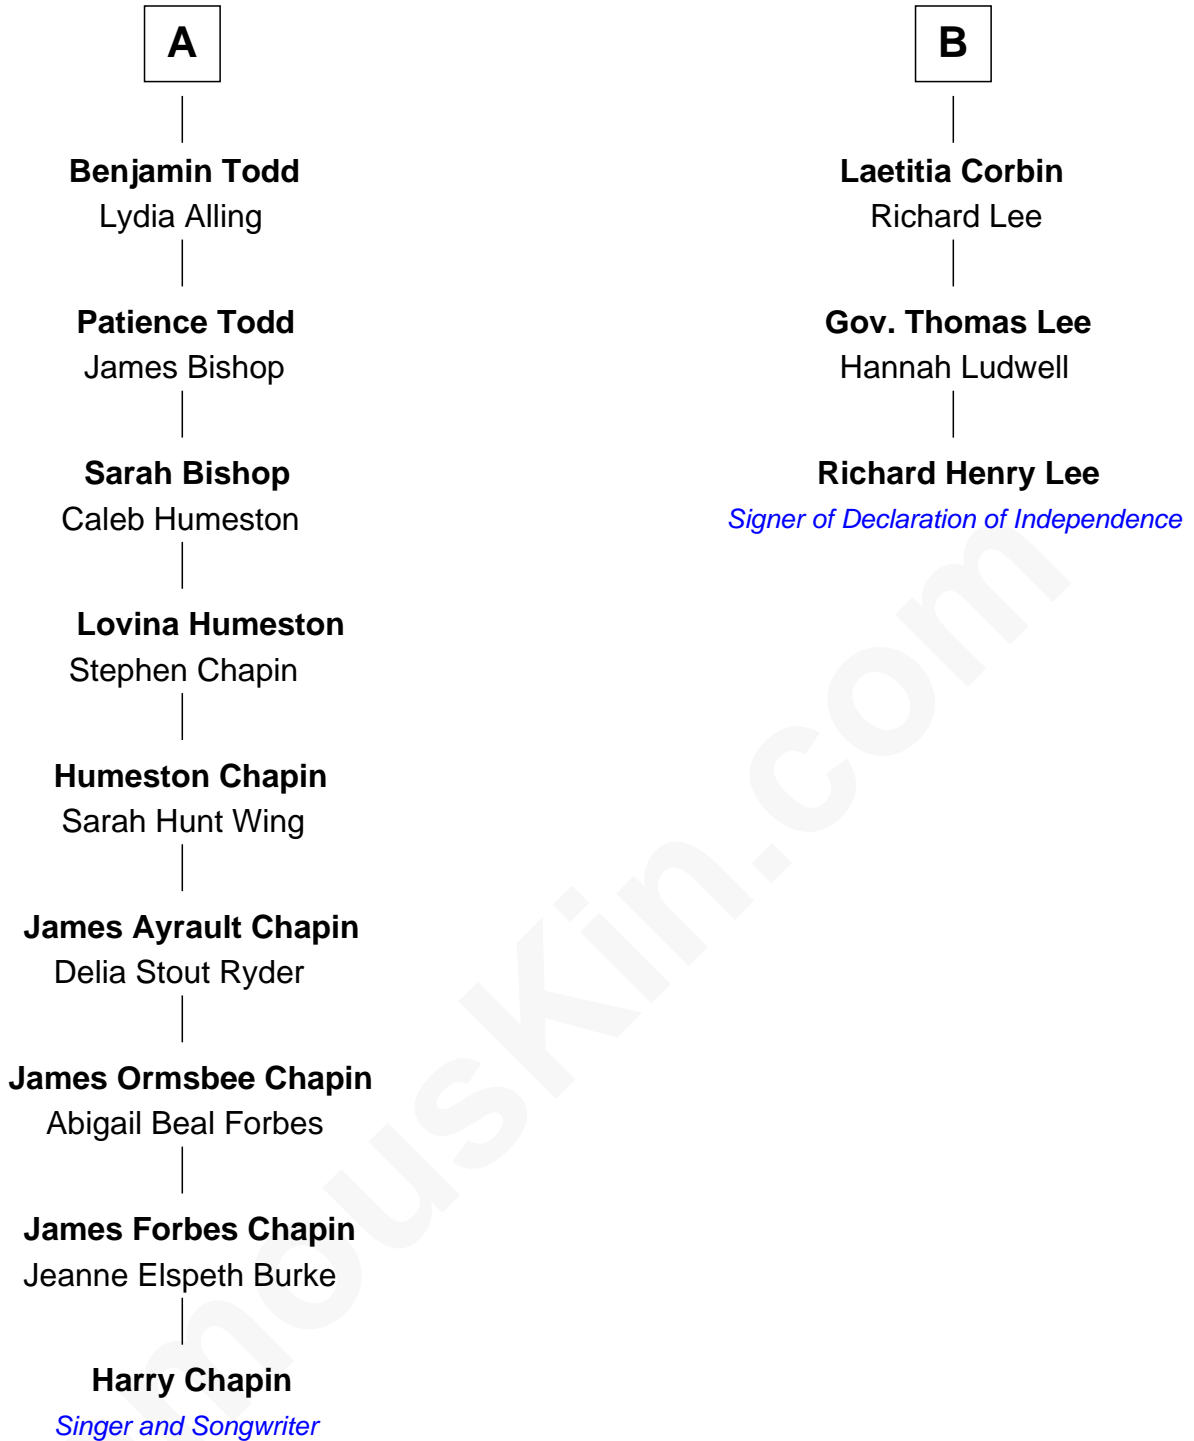 A
Benjamin Todd
Lydia Alling
Patience Todd
James Bishop
Sarah Bishop
Caleb Humeston
Lovina Humeston
Stephen Chapin
Humeston Chapin
Sarah Hunt Wing
James Ayrault Chapin
Delia Stout Ryder
James Ormsbee Chapin
Abigail Beal Forbes
James Forbes Chapin
Jeanne Elspeth Burke
Harry Chapin
Singer and Songwriter
B
Laetitia Corbin
Richard Lee
Gov. Thomas Lee
Hannah Ludwell
Richard Henry Lee
Signer of Declaration of Independence
mousKin.com